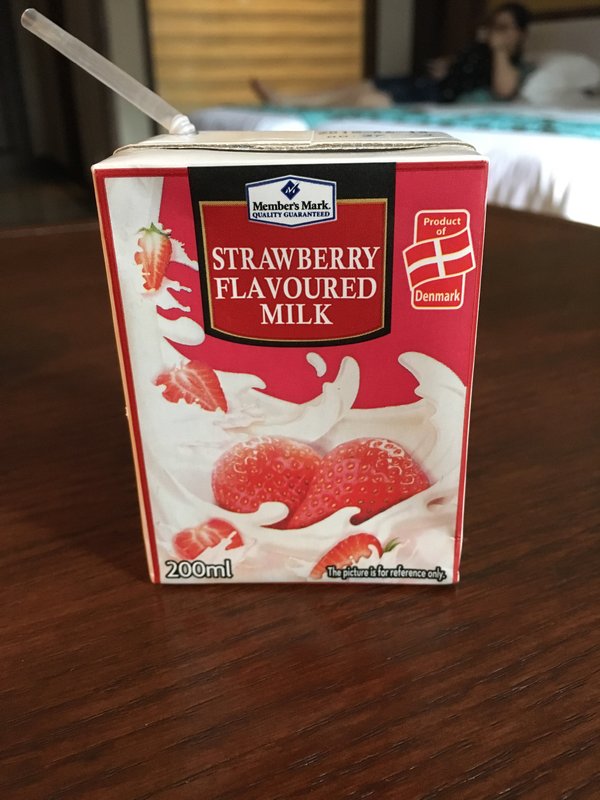 Member's Mark.
QUALITY GUARANTEED
STRAWBERRY
FLAVOURED
MILK
Product
of
Denmark
200ml
The picture is for reference only.